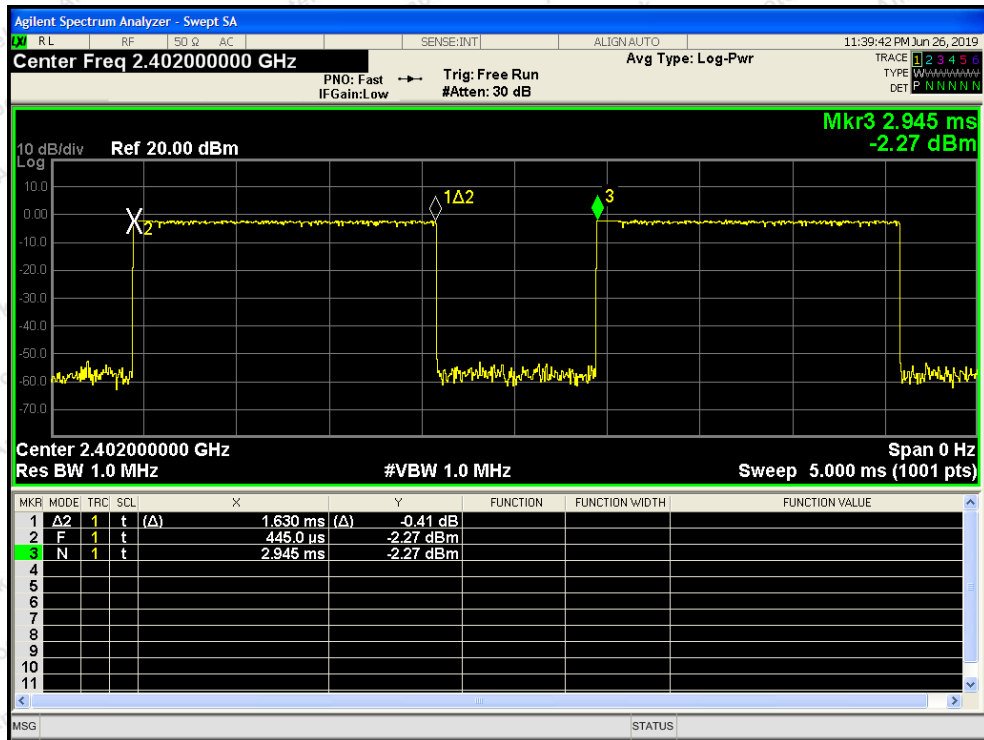 Agilent Spectrum Analyzer - Swept SA
LXI RL RF 50 Ω AC SENSE:INT ALIGNAUTO 11:39:42 PM Jun 26, 2019
Center Freq 2.402000000 GHz Avg Type: Log-Pwr TRACE 1 2 3 4 5 6
PNO: Fast Trig: Free Run TYPE WWWWWW
IFGain:Low #Atten: 30 dB DET P N N N N N
Mkr3 2.945 ms
10 dB/div Ref 20.00 dBm -2.27 dBm
Log
10.0
1Δ2
3
0.00
X2
-10.0
-20.0
-30.0
-40.0
-50.0
-60.0
-70.0
Center 2.402000000 GHz Span 0 Hz
Res BW 1.0 MHz #VBW 1.0 MHz Sweep 5.000 ms (1001 pts)
MKR MODE TRC SCL X Y FUNCTION FUNCTION WIDTH FUNCTION VALUE
1 Δ2 1 t (Δ) 1.630 ms (Δ) -0.41 dB
2 F 1 t 445.0 µs -2.27 dBm
3 N 1 t 2.945 ms -2.27 dBm
4
5
6
7
8
9
10
11
MSG STATUS